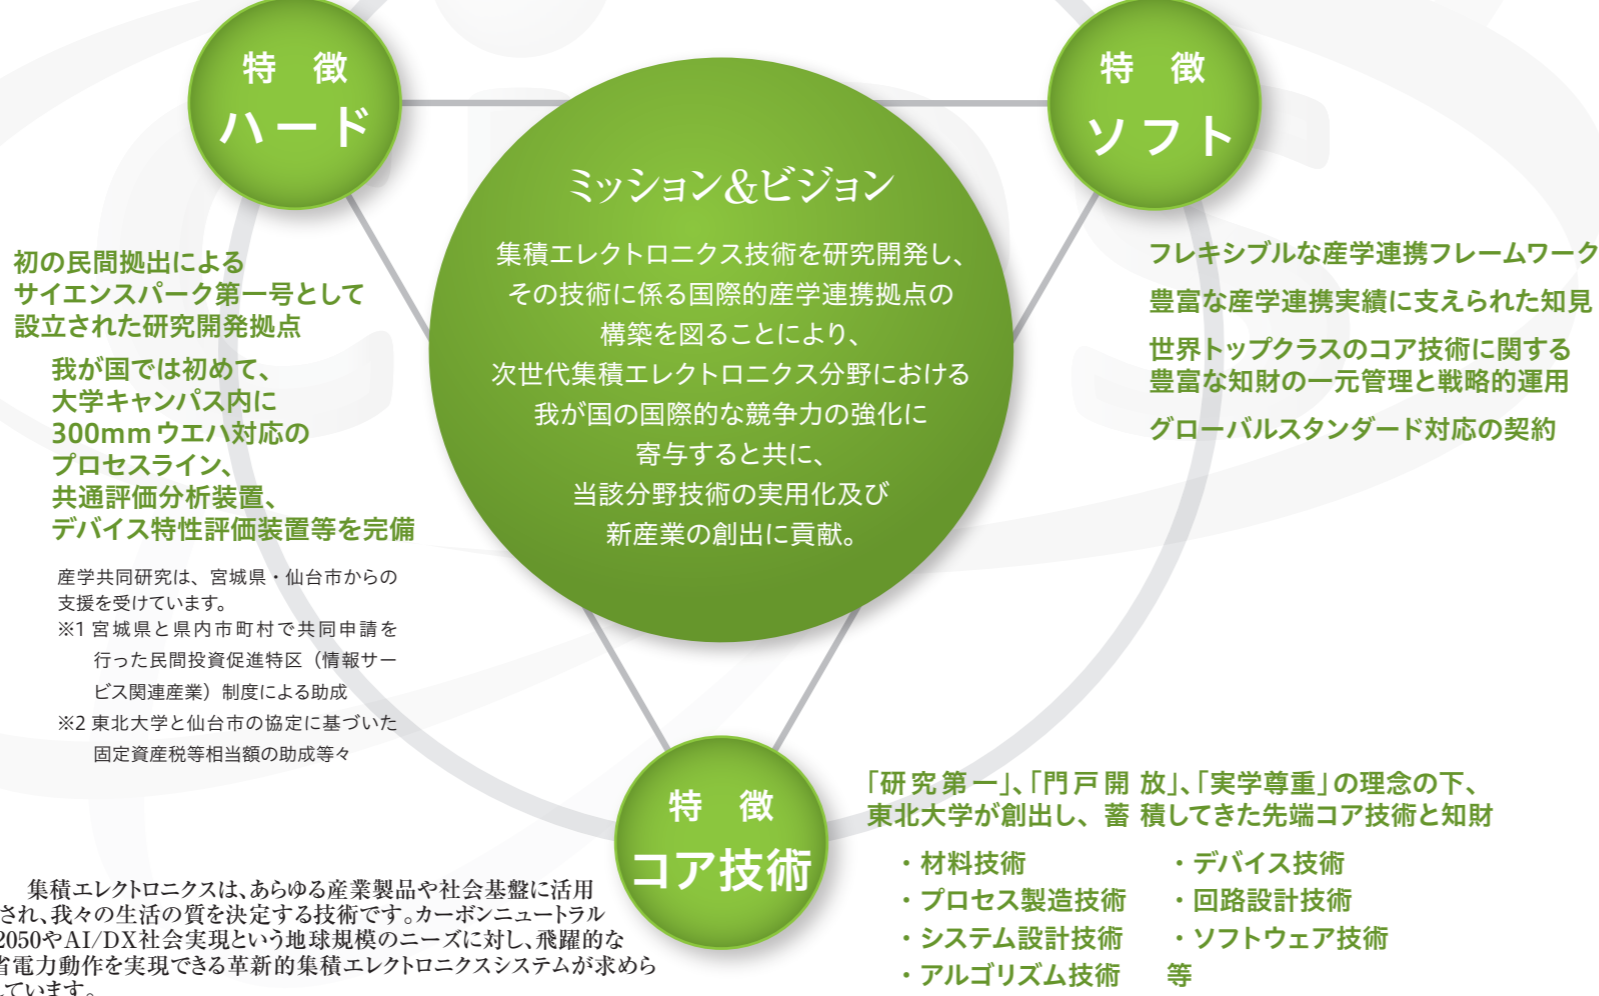 特 徴
ハード
特 徴
ソフト
ミッション&ビジョン
集積エレクトロニクス技術を研究開発し、
その技術に係る国際的産学連携拠点の
構築を図ることにより、
次世代集積エレクトロニクス分野における
我が国の国際的な競争力の強化に
寄与すると共に、
当該分野技術の実用化及び
新産業の創出に貢献。
初の民間拠出による
サイエンスパーク第一号として
設立された研究開発拠点
我が国では初めて、
大学キャンパス内に
300mmウエハ対応の
プロセスライン、
共通評価分析装置、
デバイス特性評価装置等を完備
産学共同研究は、宮城県・仙台市からの
支援を受けています。
※1 宮城県と県内市町村で共同申請を
行った民間投資促進特区（情報サー
ビス関連産業）制度による助成
※2 東北大学と仙台市の協定に基づいた
固定資産税等相当額の助成等々
フレキシブルな産学連携フレームワーク
豊富な産学連携実績に支えられた知見
世界トップクラスのコア技術に関する
豊富な知財の一元管理と戦略的運用
グローバルスタンダード対応の契約
特 徴
コア技術
「研究第一」、「門戸開放」、「実学尊重」の理念の下、
東北大学が創出し、蓄積してきた先端コア技術と知財
・材料技術
・デバイス技術
・プロセス製造技術
・回路設計技術
・システム設計技術
・ソフトウェア技術
・アルゴリズム技術 等
集積エレクトロニクスは、あらゆる産業製品や社会基盤に活用
され、我々の生活の質を決定する技術です。カーボンニュートラル
2050やAI/DX社会実現という地球規模のニーズに対し、飛躍的な
省電力動作を実現できる革新的集積エレクトロニクスシステムが求めら
れています。